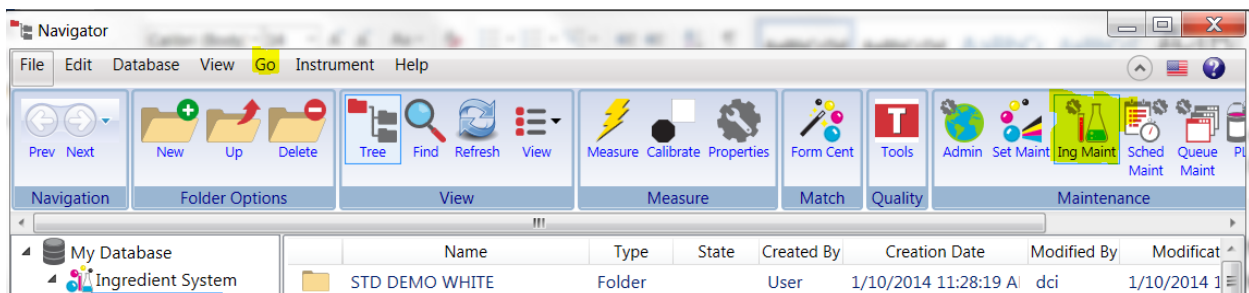 Navigator
File Edit Database View Go Instrument Help
Prev Next New Up Delete Tree Find Refresh View Measure Calibrate Properties Form Cent Tools Admin Set Maint Ing Maint Sched Maint Queue Maint
Navigation Folder Options View Measure Match Quality Maintenance
My Database Name Type State Created By Creation Date Modified By Modificat
Ingredient System STD DEMO WHITE Folder User 1/10/2014 11:28:19 A dci 1/10/2014 1